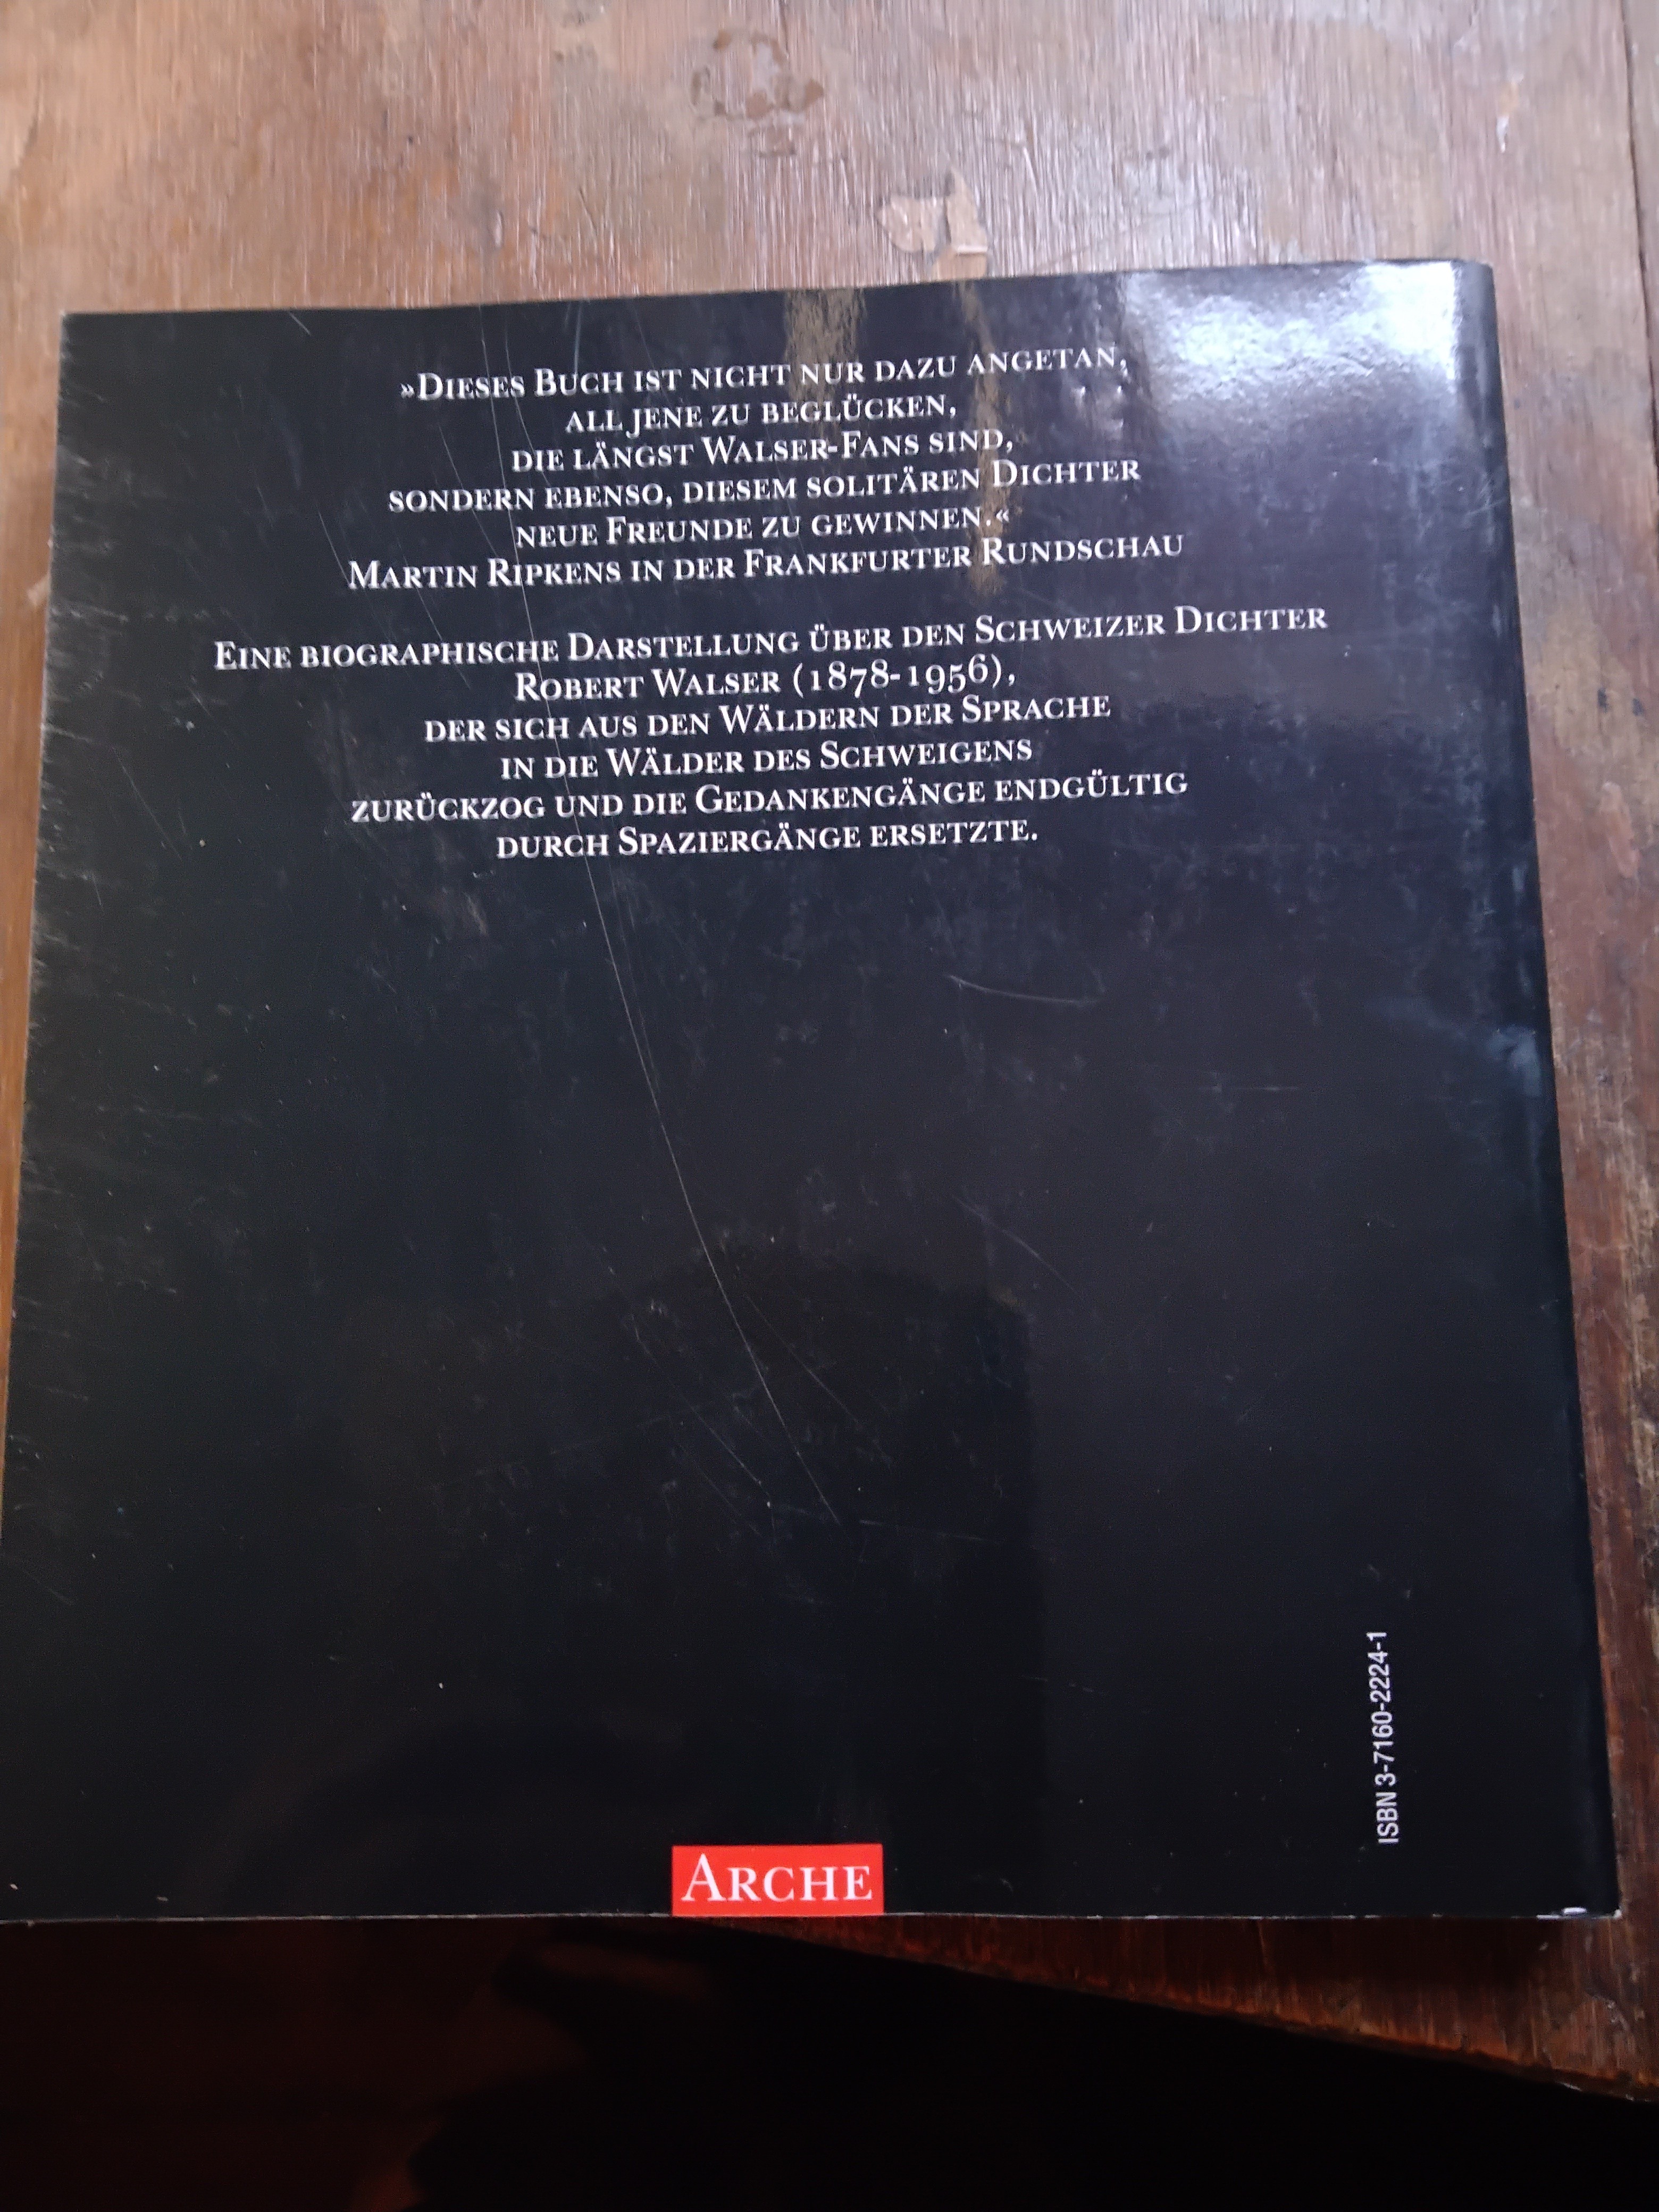 »Dieses Buch ist nicht nur dazu angetan,
all jene zu beglücken,
die längst Walser-Fans sind,
sondern ebenso, diesem solitären Dichter
neue Freunde zu gewinnen.«
Martin Ripkens in der Frankfurter Rundschau
Eine biographische Darstellung über den Schweizer Dichter
Robert Walser (1878-1956),
der sich aus den Wäldern der Sprache
in die Wälder des Schweigens
zurückzog und die Gedankengänge endgültig
durch Spaziergänge ersetzte.
ISBN 3-7160-2224-1
Arche